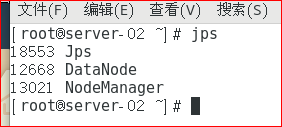 文件(F) 编辑(E) 查看(V) 搜索(S)
[root@server-02 ~]# jps
18553 Jps
12668 DataNode
13021 NodeManager
[root@server-02 ~]#